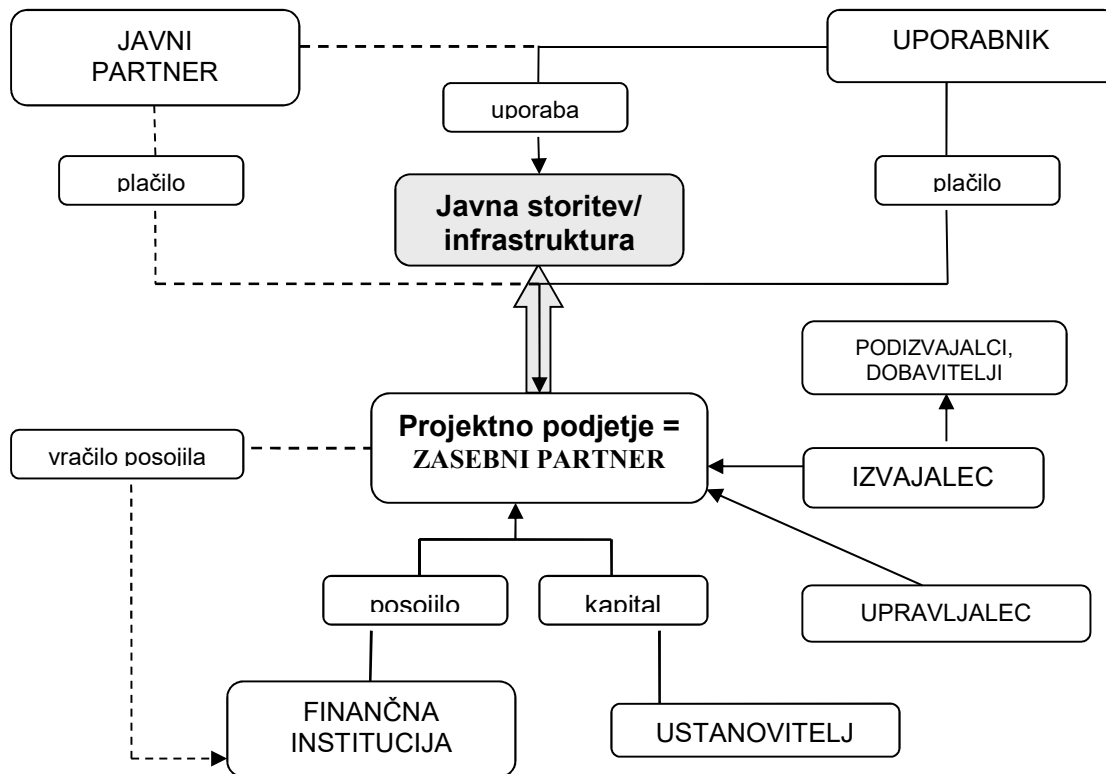 JAVNI
PARTNER
UPORABNIK
uporaba
plačilo
plačilo
Javna storitev/
infrastruktura
PODIZVAJALCI,
DOBAVITELJI
Projektno podjetje =
ZASEBNI PARTNER
vračilo posojila
IZVAJALEC
posojilo
kapital
UPRAVLJALEC
FINANČNA
INSTITUCIJA
USTANOVITELJ